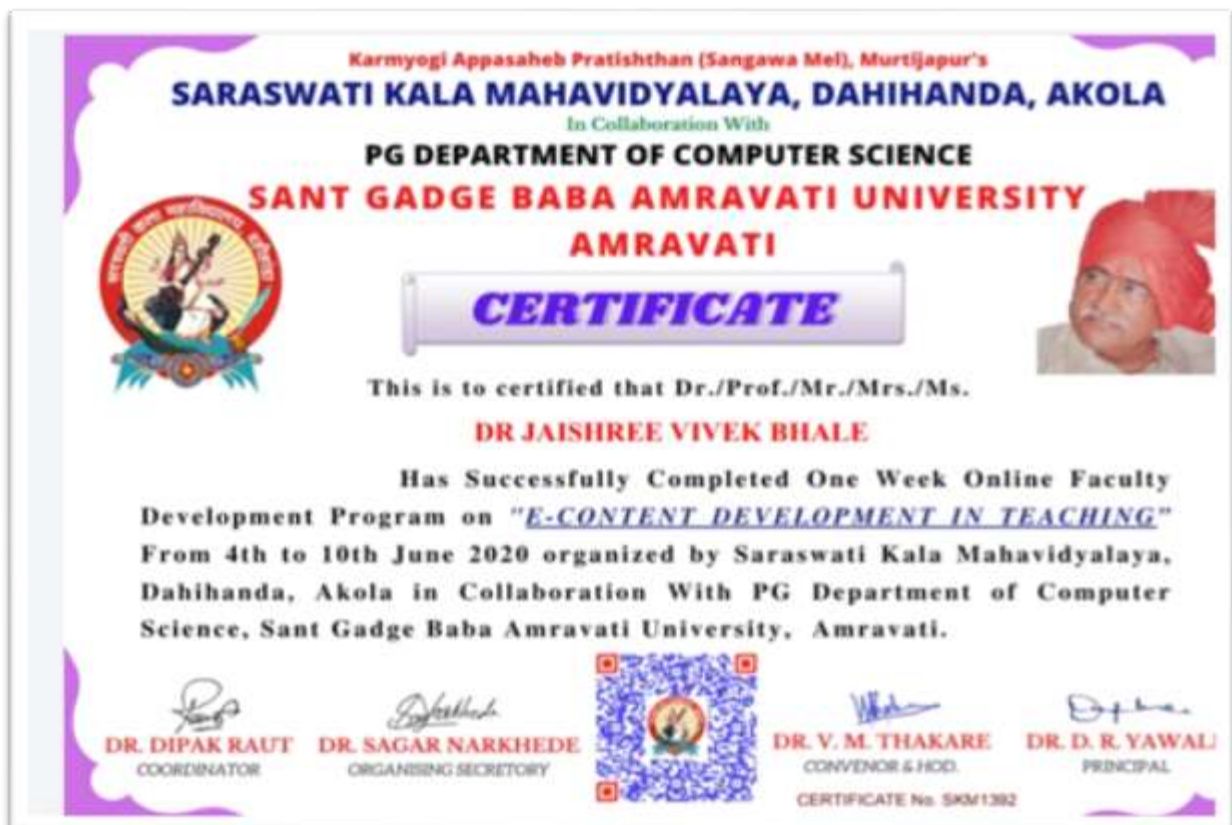 Karmyogi Appasaheb Pratishthan (Sangawa Mel), Murtijapur's
SARASWATI KALA MAHAVIDYALAYA, DAHIHANDA, AKOLA
In Collaboration With
PG DEPARTMENT OF COMPUTER SCIENCE
SANT GADGE BABA AMRAVATI UNIVERSITY
AMRAVATI
CERTIFICATE
This is to certified that Dr./Prof./Mr./Mrs./Ms.
DR JAISHREE VIVEK BHALE
Has Successfully Completed One Week Online Faculty
Development Program on "E-CONTENT DEVELOPMENT IN TEACHING"
From 4th to 10th June 2020 organized by Saraswati Kala Mahavidyalaya,
Dahihanda, Akola in Collaboration With PG Department of Computer
Science, Sant Gadge Baba Amravati University, Amravati.
DR. DIPAK RAUT DR. SAGAR NARKHEDE DR. V. M. THAKARE DR. D. R. YAWAL
COORDINATOR ORGANISING SECRETORY CONVENOR & HOD. PRINCIPAL
CERTIFICATE No. SKM1392